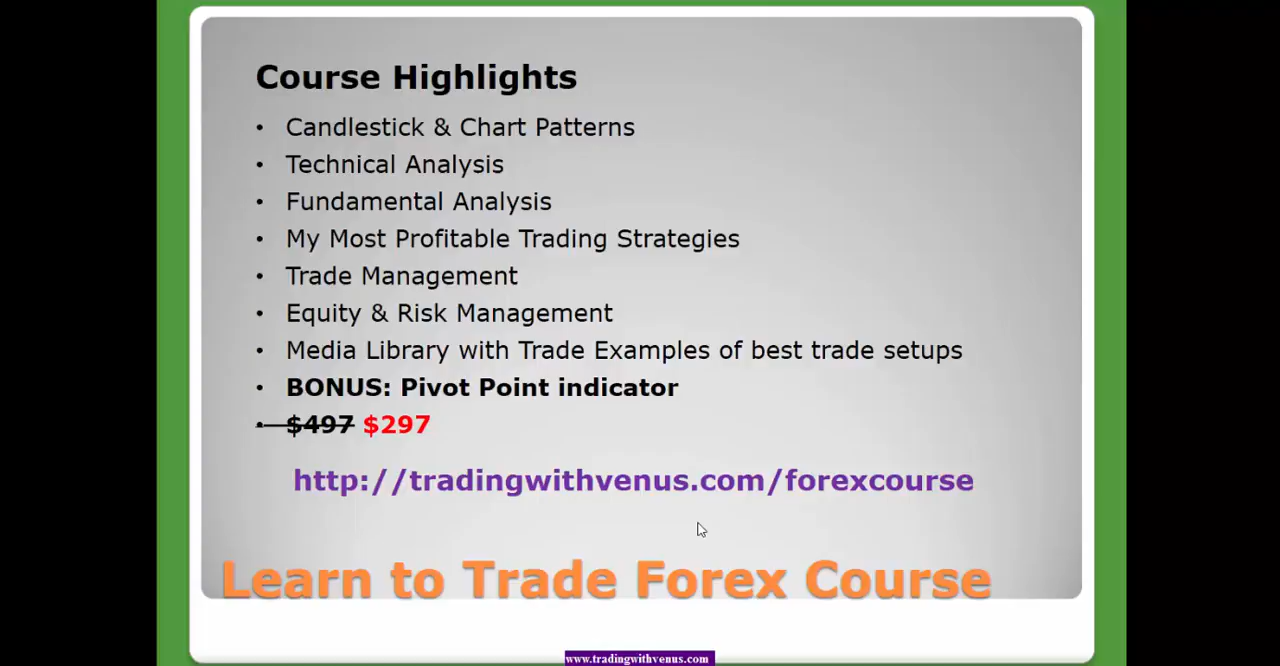 Course Highlights
• Candlestick & Chart Patterns
• Technical Analysis
• Fundamental Analysis
• My Most Profitable Trading Strategies
• Trade Management
• Equity & Risk Management
• Media Library with Trade Examples of best trade setups
• BONUS: Pivot Point indicator
• $497 $297
http://tradingwithvenus.com/forexcourse
Learn to Trade Forex Course
www.tradingwithvenus.com